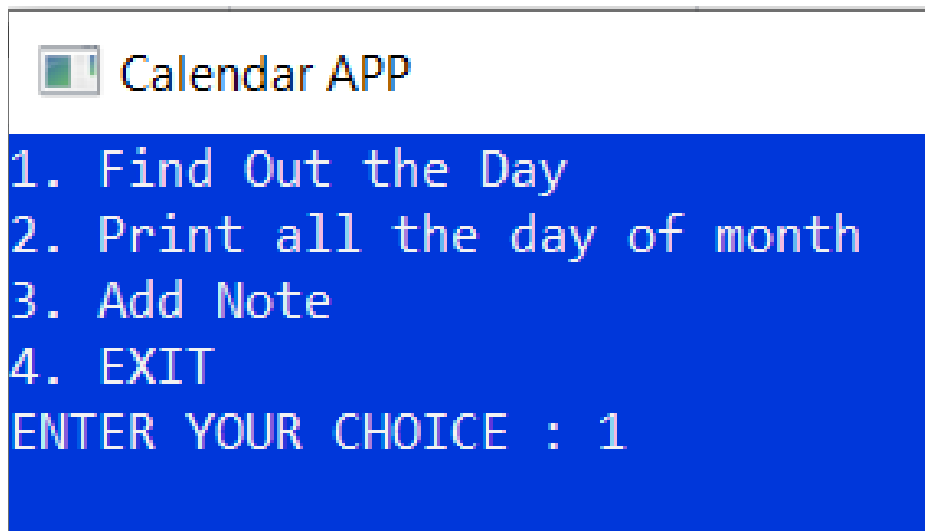 Calendar APP
1. Find Out the Day
2. Print all the day of month
3. Add Note
4. EXIT
ENTER YOUR CHOICE : 1